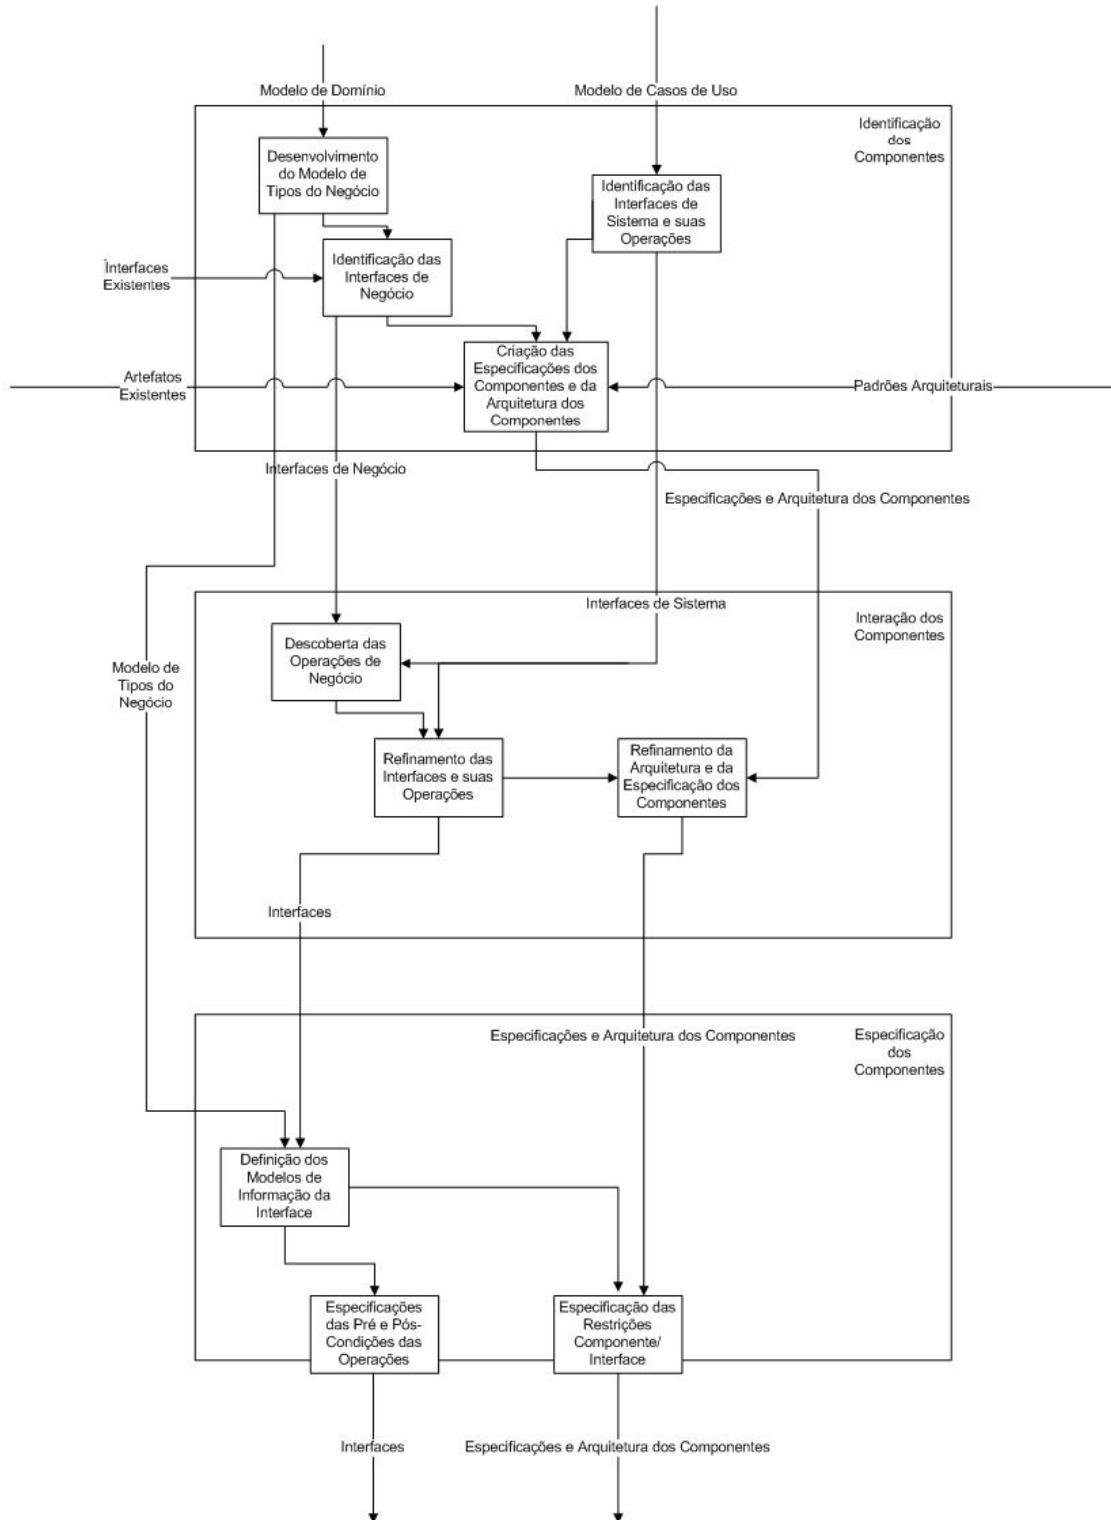 Modelo de Domínio
Modelo de Casos de Uso
Identificação
dos
Componentes
Desenvolvimento
do Modelo de
Tipos do Negócio
Identificação das
Interfaces de
Sistema e suas
Operações
Interfaces
Existentes
Identificação das
Interfaces de
Negócio
Criação das
Especificações dos
Componentes e da
Arquitetura dos
Componentes
Artefatos
Existentes
Padrões Arquiteturais
Interfaces de Negócio
Especificações e Arquitetura dos Componentes
Interfaces de Sistema
Interação dos
Componentes
Descoberta das
Operações de
Negócio
Modelo de
Tipos do
Negócio
Refinamento das
Interfaces e suas
Operações
Refinamento da
Arquitetura e da
Especificação dos
Componentes
Interfaces
Especificações e Arquitetura dos Componentes
Especificação
dos
Componentes
Definição dos
Modelos de
Informação da
Interface
Especificações
das Pré e Pós-
Condições das
Operações
Especificação das
Restrições
Componente/
Interface
Interfaces
Especificações e Arquitetura dos Componentes